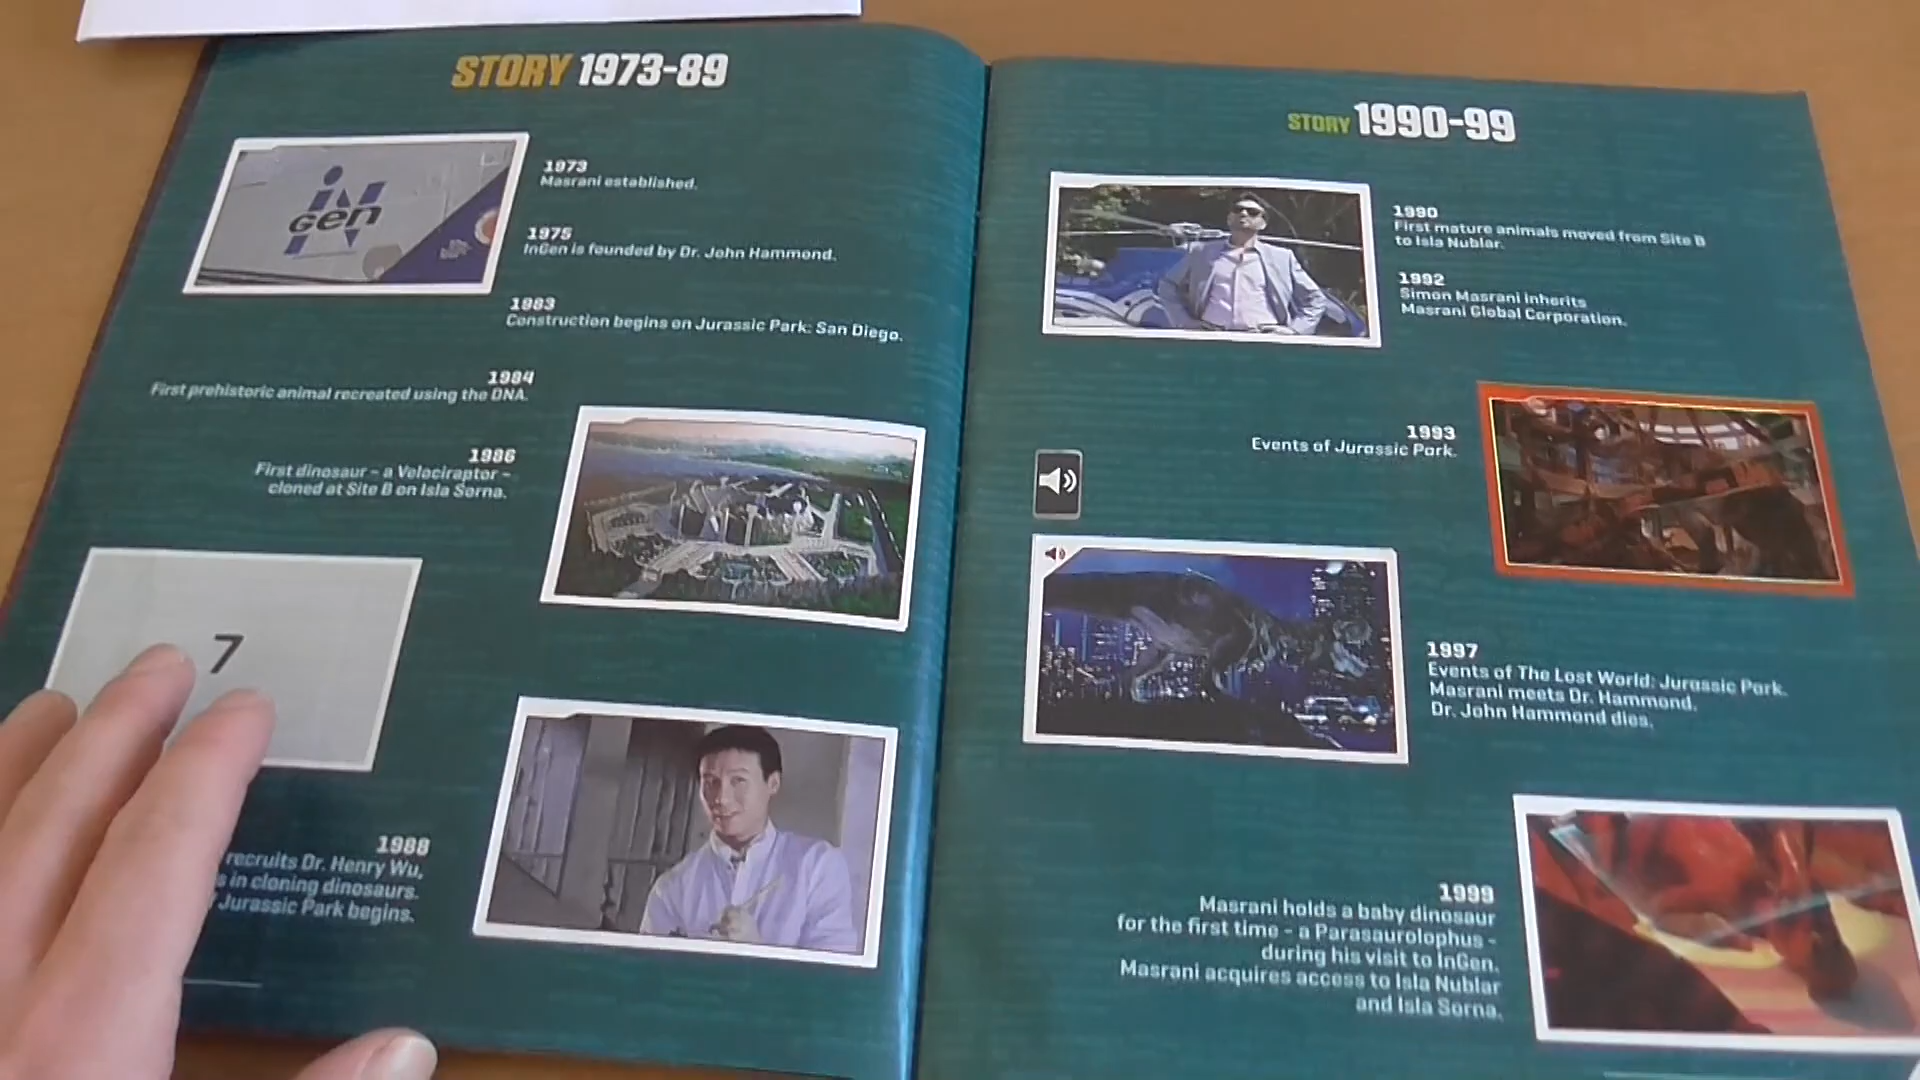 STORY 1973-89
iN
Gen
1973
Masrani established.
1975
InGen is founded by Dr. John Hammond.
1983
Construction begins on Jurassic Park: San Diego.
1984
First prehistoric animal recreated using the DNA.
1986
First dinosaur - a Velociraptor -
cloned at Site B on Isla Sorna.
7
1988
recruits Dr. Henry Wu,
in cloning dinosaurs.
Jurassic Park begins.
STORY 1990-99
1990
First mature animals moved from Site B
to Isla Nublar.
1992
Simon Masrani inherits
Masrani Global Corporation.
1993
Events of Jurassic Park.
1997
Events of The Lost World: Jurassic Park.
Masrani meets Dr. Hammond.
Dr. John Hammond dies.
1999
Masrani holds a baby dinosaur
for the first time - a Parasaurolophus -
during his visit to InGen.
Masrani acquires access to Isla Nublar
and Isla Sorna.